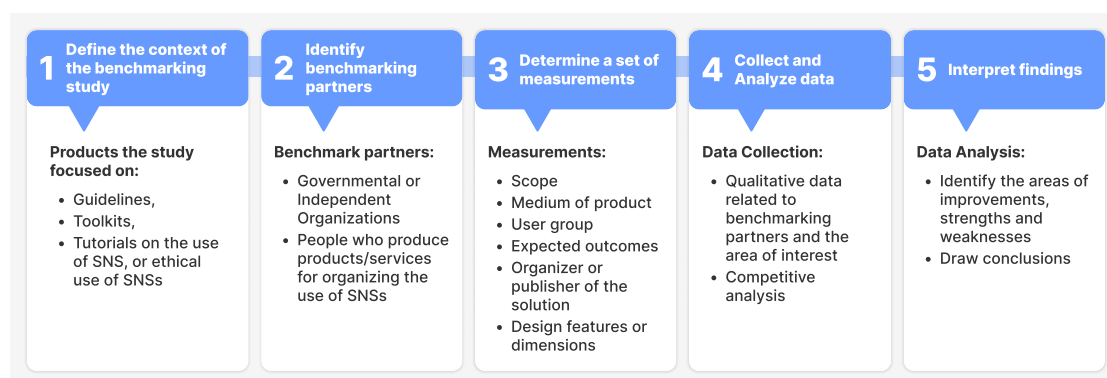 1
Define the context of
the benchmarking
study
Products the study
focused on:
• Guidelines,
• Toolkits,
• Tutorials on the use
of SNS, or ethical
use of SNSs
2
Identify
benchmarking
partners
Benchmark partners:
• Governmental or
Independent
Organizations
• People who produce
products/services
for organizing the
use of SNSs
3
Determine a set of
measurements
Measurements:
• Scope
• Medium of product
• User group
• Expected outcomes
• Organizer or
publisher of the
solution
• Design features or
dimensions
4
Collect and
Analyze data
Data Collection:
• Qualitative data
related to
benchmarking
partners and the
area of interest
• Competitive
analysis
5
Interpret findings
Data Analysis:
• Identify the areas of
improvements,
strengths and
weaknesses
• Draw conclusions